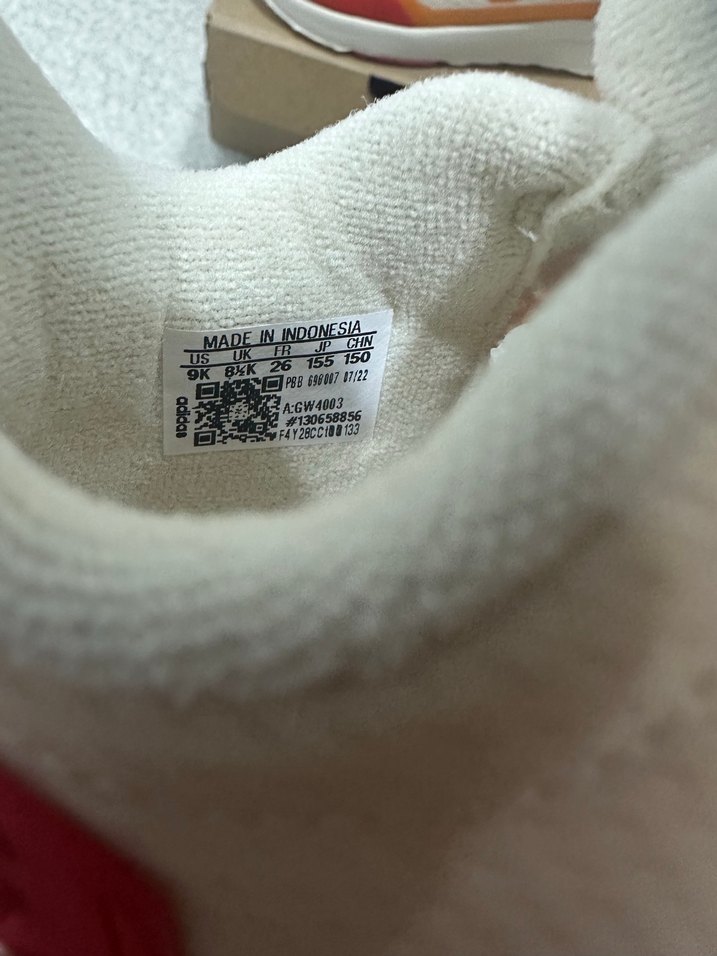 MADE IN INDONESIA
US UK FR JP CHN
9K 8½K 26 155 150
PBB 698007 07/22
A:GW4003
#130658856
adidas